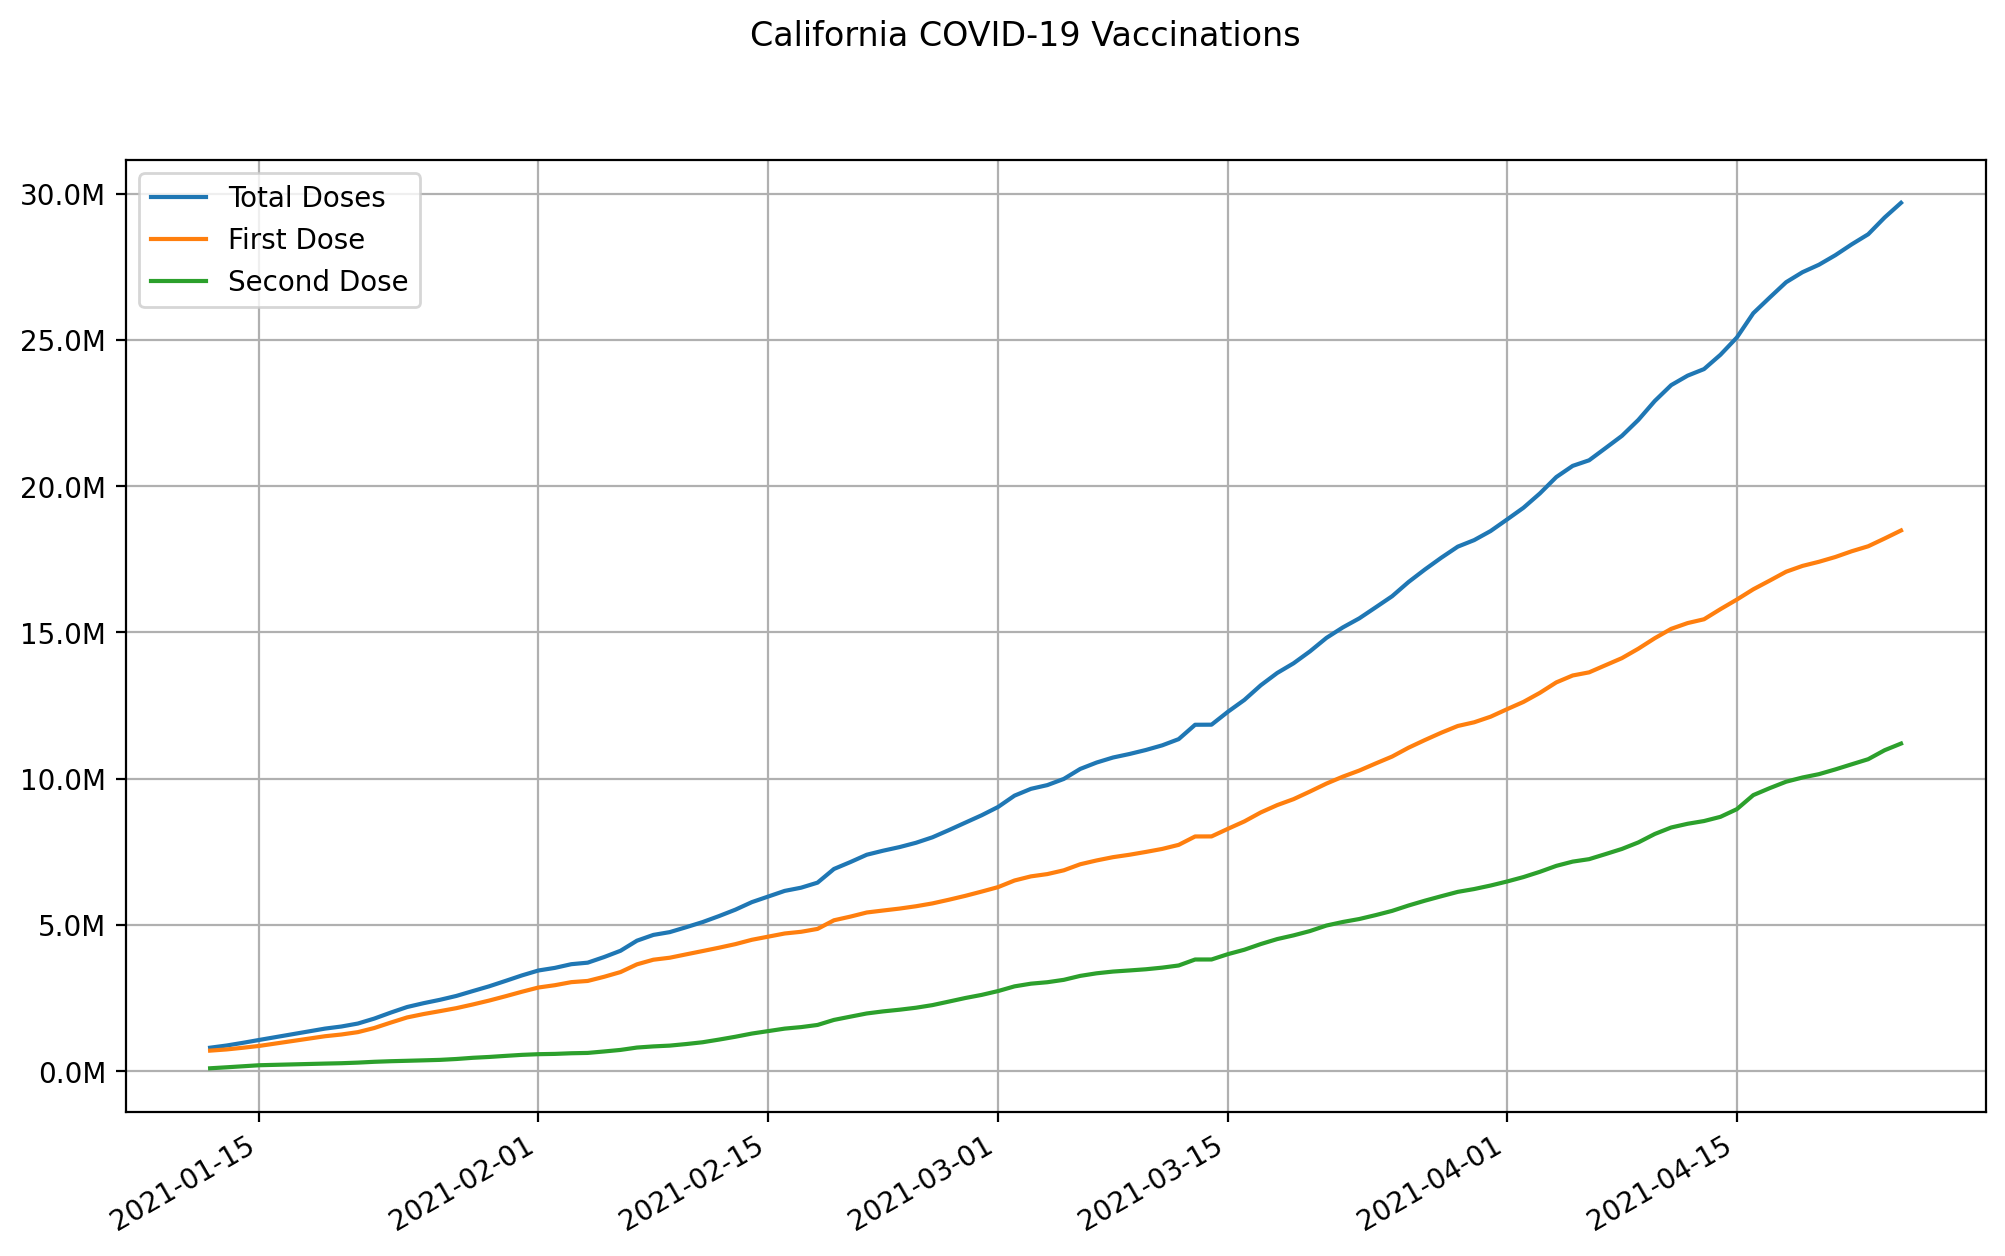 California COVID-19 Vaccinations
30.0M
25.0M
20.0M
15.0M
10.0M
5.0M
0.0M
Total Doses
First Dose
Second Dose
2021-01-15
2021-02-01
2021-02-15
2021-03-01
2021-03-15
2021-04-01
2021-04-15